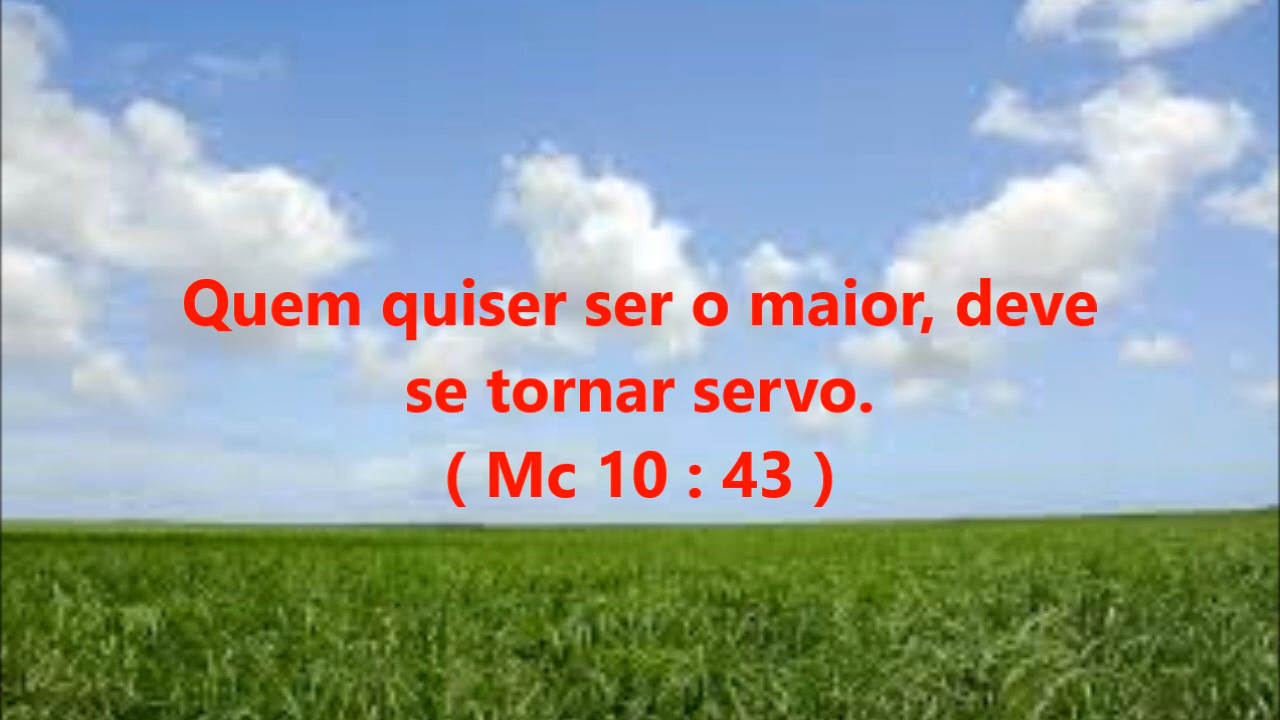 Quem quiser ser o maior, deve
se tornar servo.
( Mc 10 : 43 )